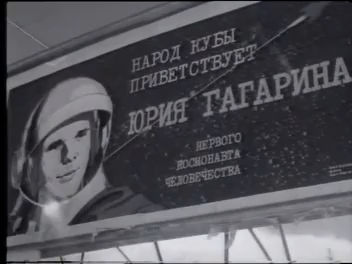 НАРОД КУБЫ
ПРИВЕТСТВУЕТ
ЮРИЯ ГАГАРИНА
ПЕРВОГО
КОСМОНАВТА
ЧЕЛОВЕЧЕСТВА